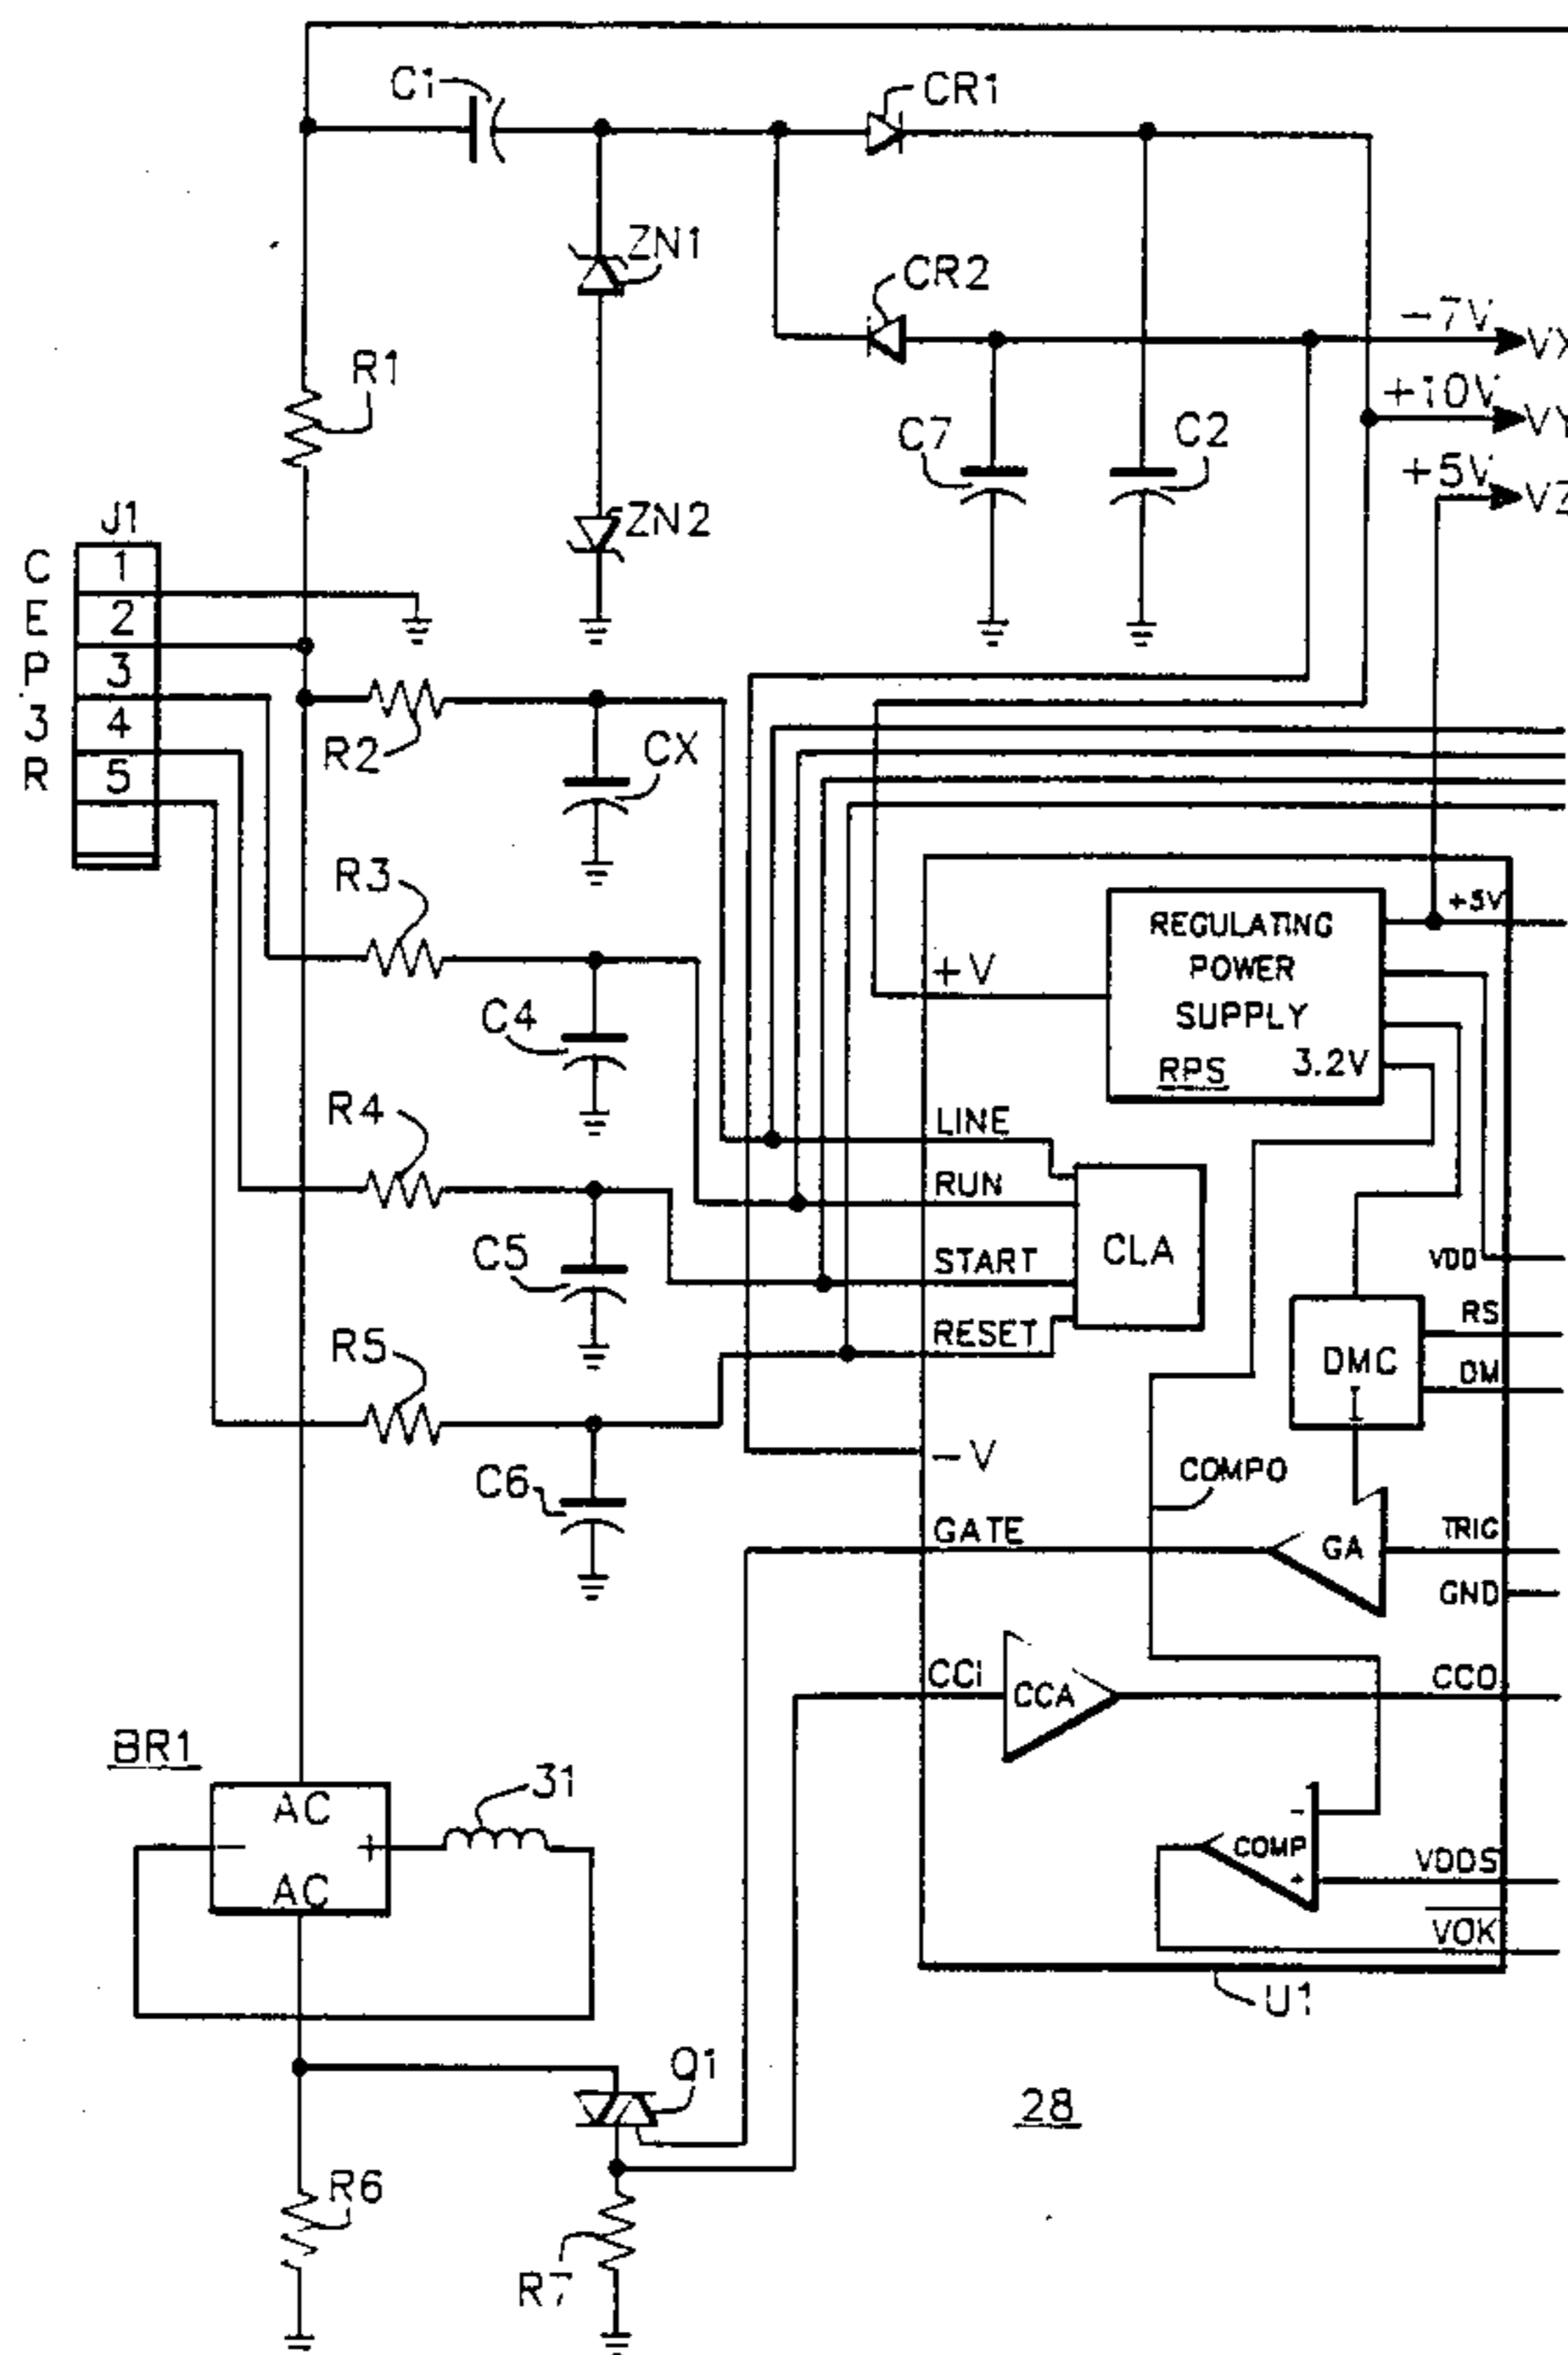 C1
CR1
ZN1
CR2
-7V
VX
R1
+10V
VY
C7
C2
+5V
VZ
ZN2
J1
C 1
E 2
P 3
3 4
R 5
R2
CX
R3
+5V
REGULATING
POWER
SUPPLY
RPS 3.2V
+V
C4
R4
LINE
RUN
CLA
C5
START
VDD
RS
R5
RESET
DMC
DM
I
-V
C6
COMPO
GATE
GA
TRIG
GND
CCI
CCA
CCO
BR1
31
AC
- +
AC
-
COMP
+
VDDS
VOK
U1
Q1
28
R6
R7